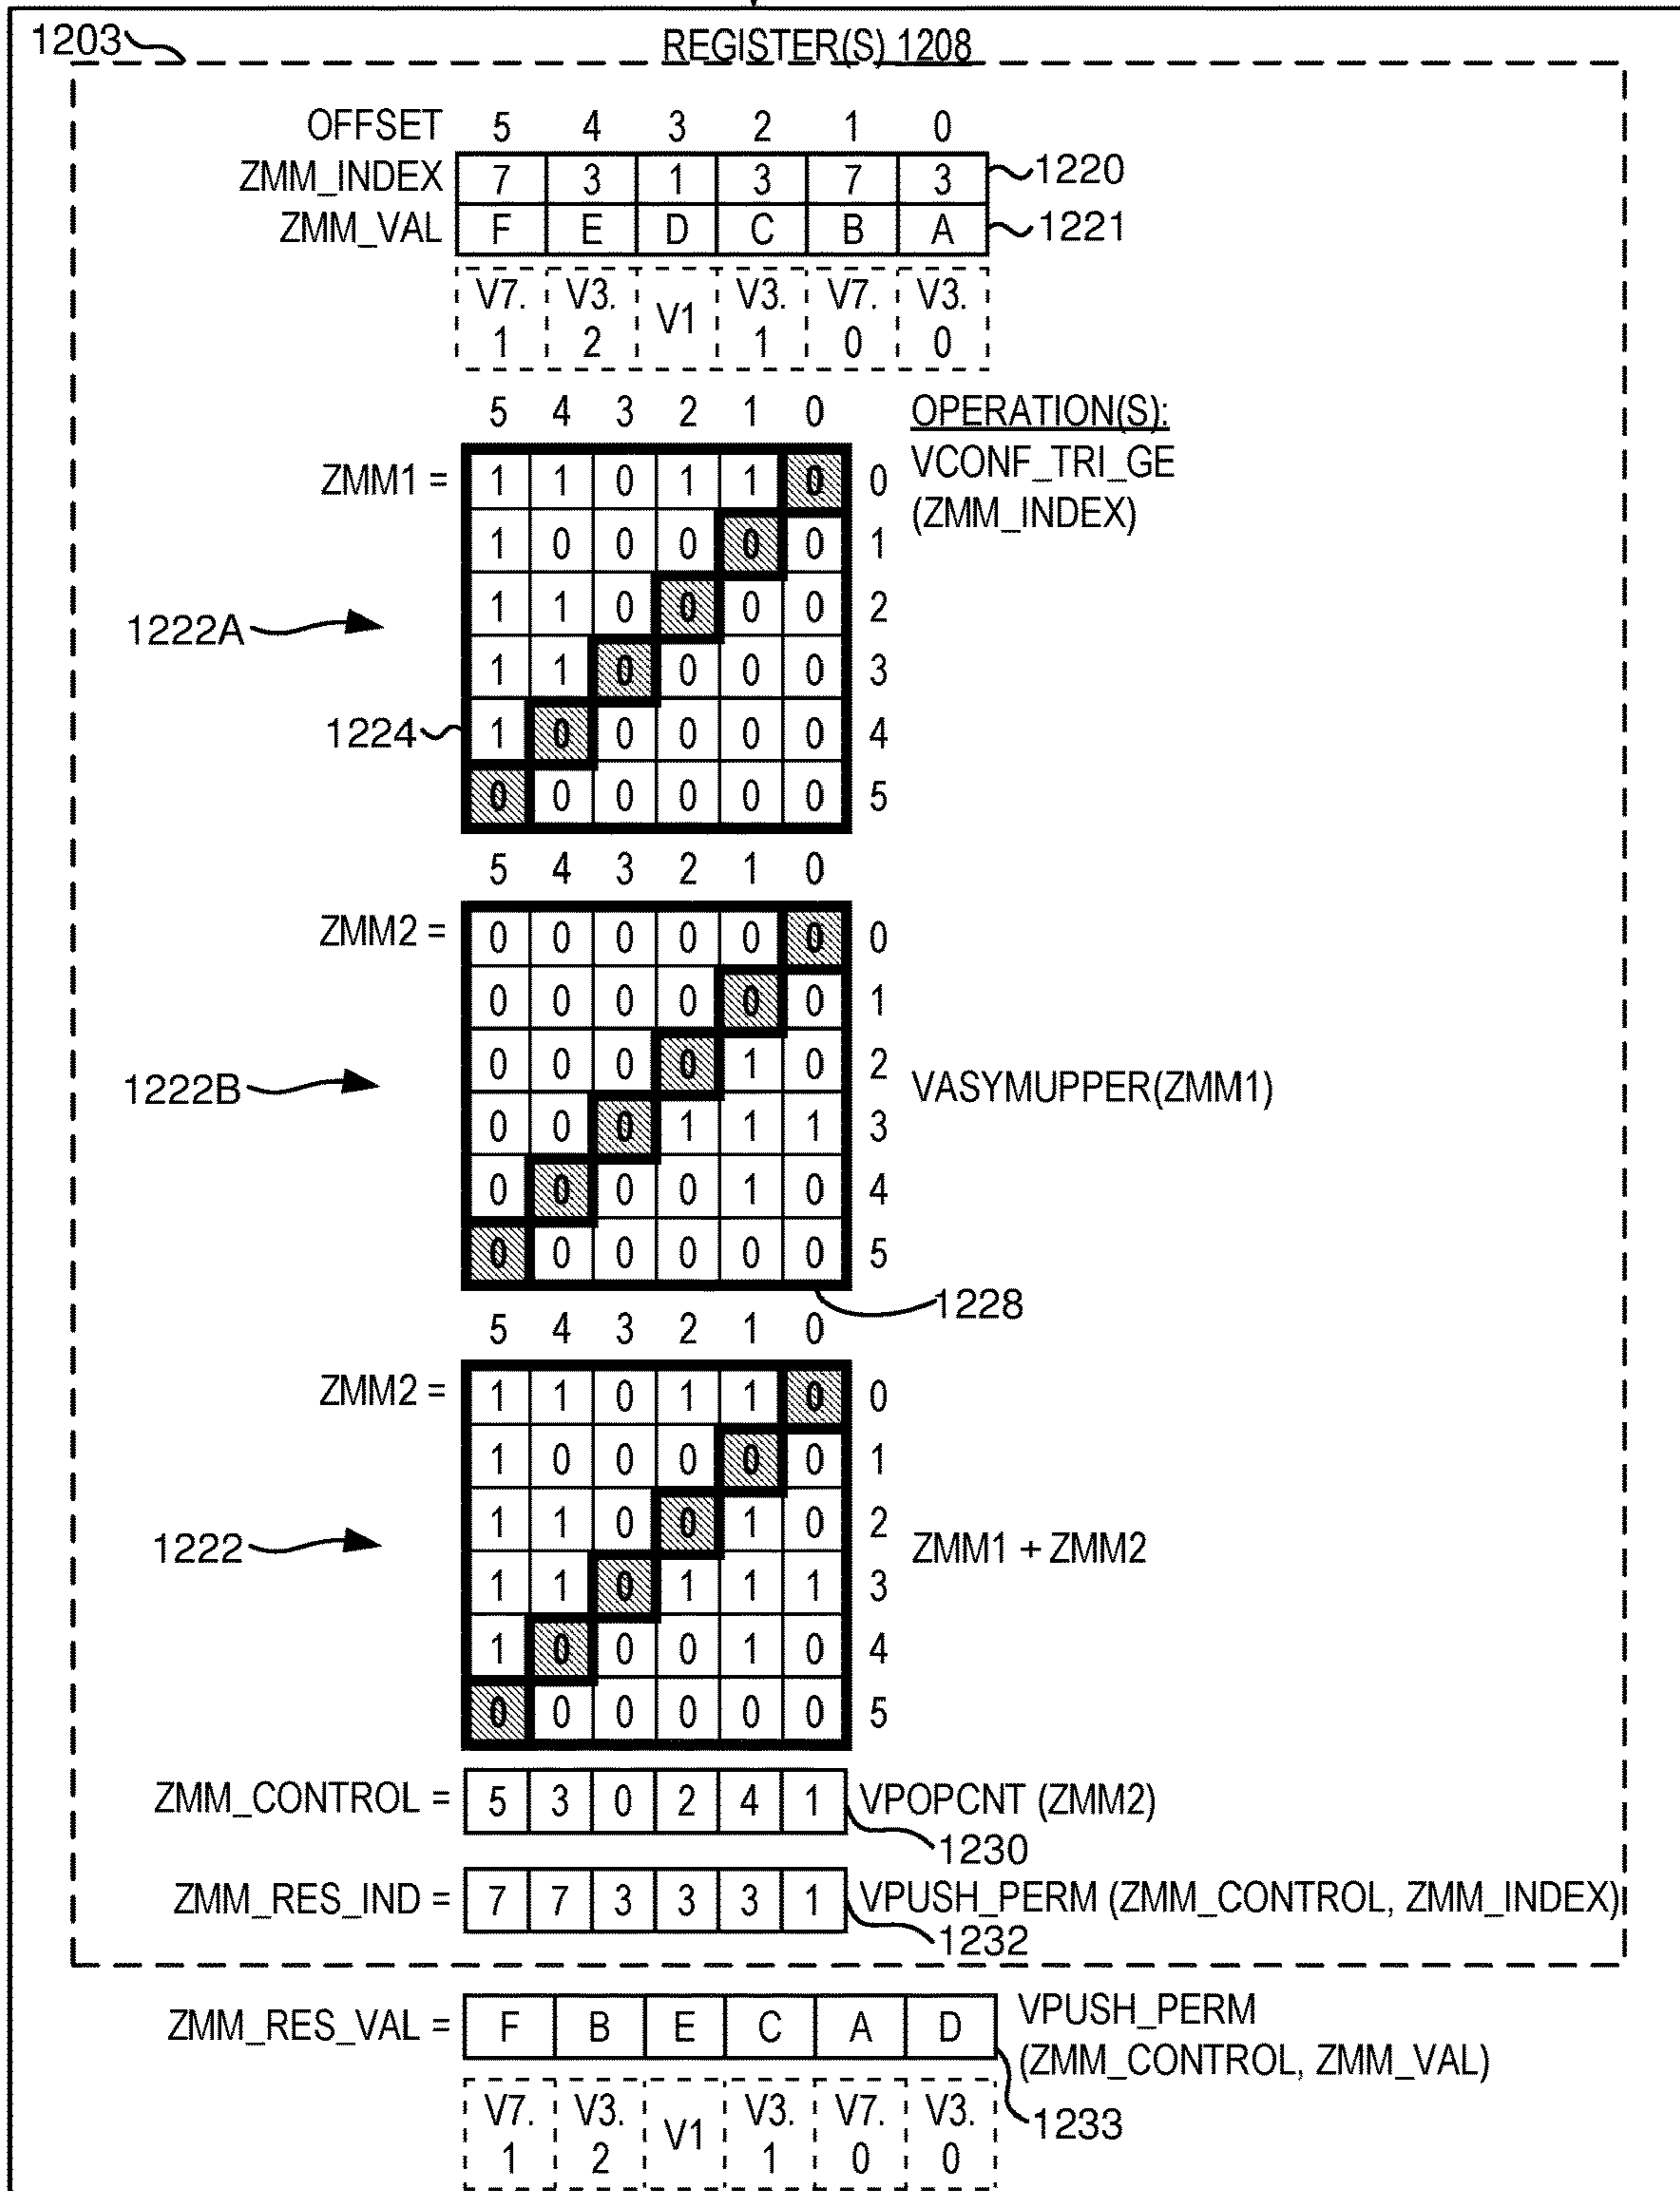 1203
REGISTER(S) 1208
OFFSET 5 4 3 2 1 0
ZMM_INDEX 7 3 1 3 7 3 1220
ZMM_VAL F E D C B A 1221
V7. V3. V1 V3. V7. V3.
1 2 1 0 0
5 4 3 2 1 0 OPERATION(S):
ZMM1 = 1 1 0 1 1 0 0 VCONF_TRI_GE
(ZMM_INDEX)
1 0 0 0 0 0 1
1222A 1 1 0 0 0 0 2
1 1 0 0 0 0 3
1224 1 0 0 0 0 0 4
0 0 0 0 0 0 5
5 4 3 2 1 0
ZMM2 = 0 0 0 0 0 0 0
0 0 0 0 0 0 1
1222B 0 0 0 0 1 0 2 VASYMUPPER(ZMM1)
0 0 0 1 1 1 3
0 0 0 0 1 0 4
0 0 0 0 0 0 5
1228
5 4 3 2 1 0
ZMM2 = 1 1 0 1 1 0 0
1 0 0 0 0 0 1
1222 1 1 0 0 1 0 2 ZMM1 + ZMM2
1 1 0 1 1 1 3
1 0 0 0 1 0 4
0 0 0 0 0 0 5
ZMM_CONTROL = 5 3 0 2 4 1 VPOPCNT (ZMM2)
1230
ZMM_RES_IND = 7 7 3 3 3 1 VPUSH_PERM (ZMM_CONTROL, ZMM_INDEX)
1232
ZMM_RES_VAL = F B E C A D VPUSH_PERM
(ZMM_CONTROL, ZMM_VAL)
V7. V3. V1 V3. V7. V3. 1233
1 2 1 0 0